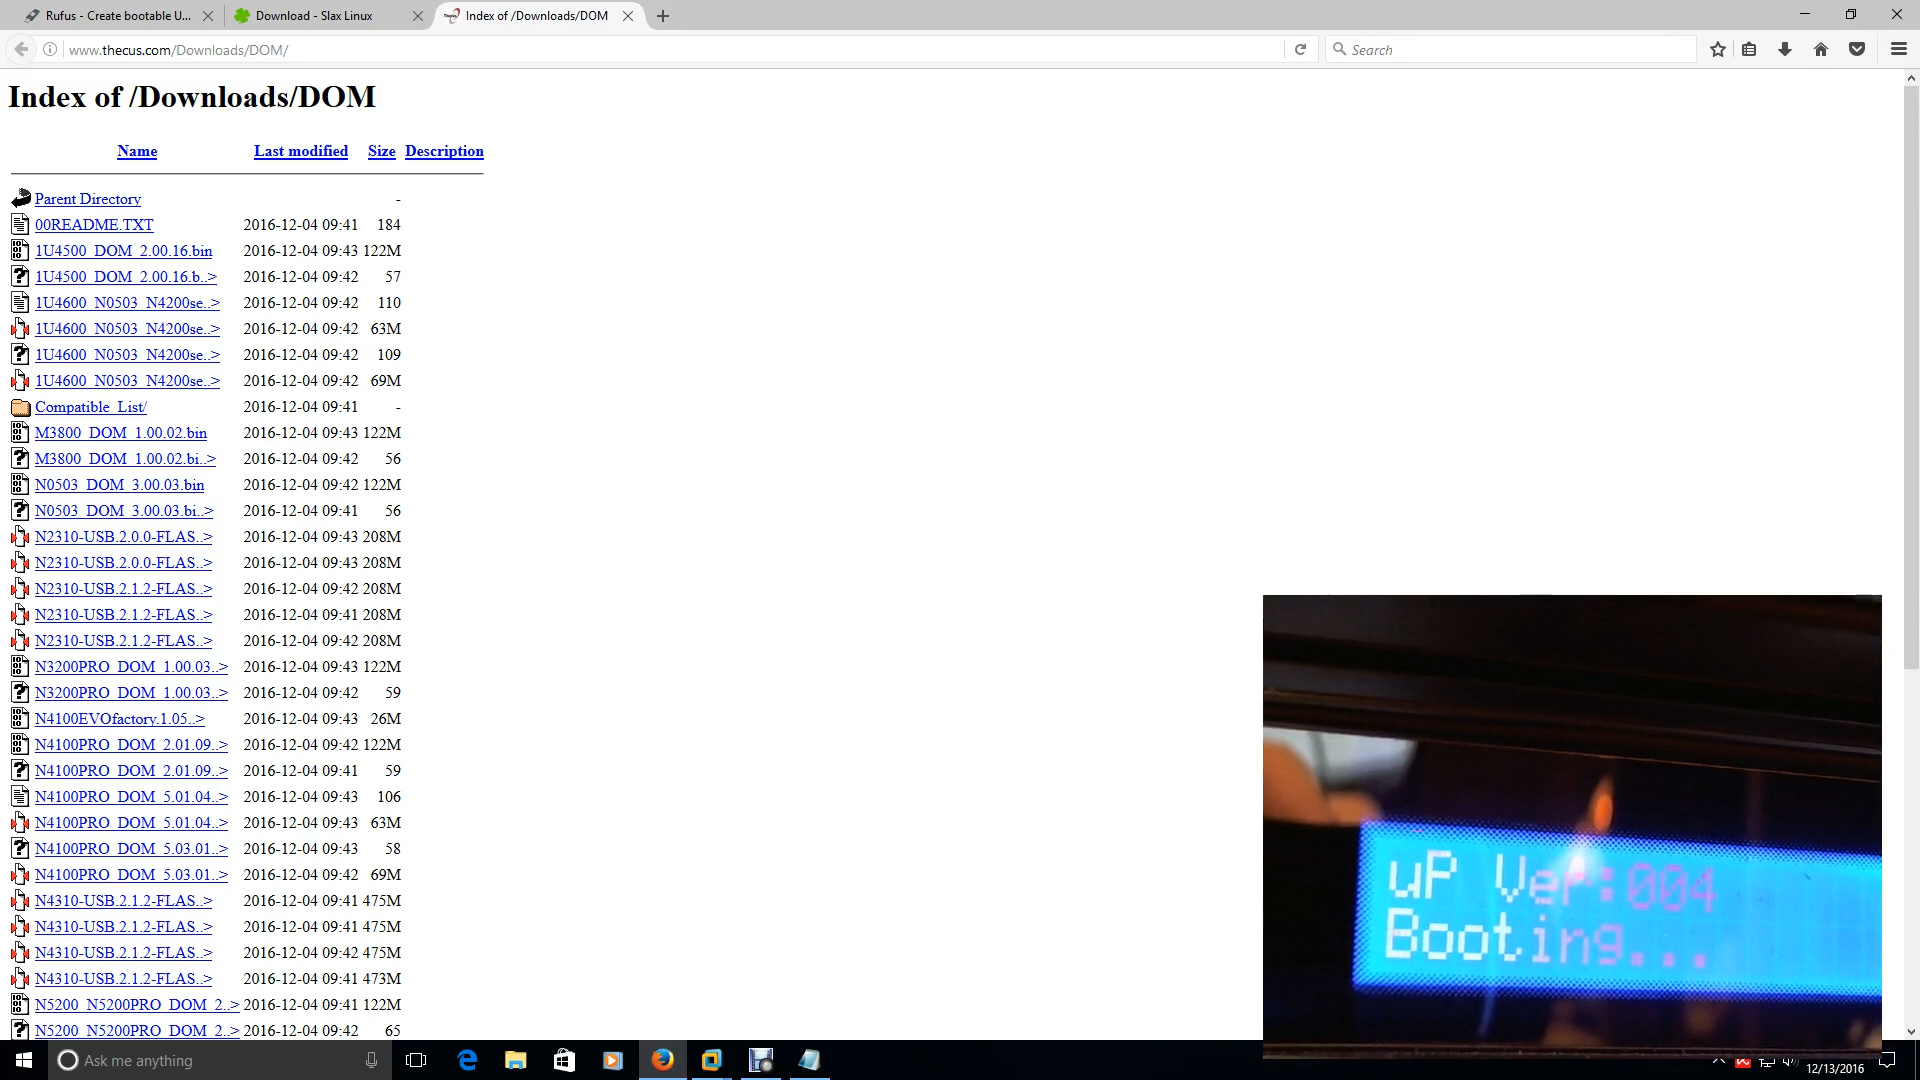 Rufus - Create bootable U...
Download - Slax Linux
Index of /Downloads/DOM
www.thecus.com/Downloads/DOM/
Search
Index of /Downloads/DOM
Name Last modified Size Description
Parent Directory -
00README.TXT 2016-12-04 09:41 184
1U4500_DOM_2.00.16.bin 2016-12-04 09:43 122M
1U4500_DOM_2.00.16.b..> 2016-12-04 09:42 57
1U4600_N0503_N4200se..> 2016-12-04 09:42 110
1U4600_N0503_N4200se..> 2016-12-04 09:42 63M
1U4600_N0503_N4200se..> 2016-12-04 09:42 109
1U4600_N0503_N4200se..> 2016-12-04 09:42 69M
Compatible_List/ 2016-12-04 09:41 -
M3800_DOM_1.00.02.bin 2016-12-04 09:43 122M
M3800_DOM_1.00.02.bi..> 2016-12-04 09:42 56
N0503_DOM_3.00.03.bin 2016-12-04 09:42 122M
N0503_DOM_3.00.03.bi..> 2016-12-04 09:41 56
N2310-USB.2.0.0-FLAS..> 2016-12-04 09:43 208M
N2310-USB.2.0.0-FLAS..> 2016-12-04 09:43 208M
N2310-USB.2.1.2-FLAS..> 2016-12-04 09:42 208M
N2310-USB.2.1.2-FLAS..> 2016-12-04 09:41 208M
N2310-USB.2.1.2-FLAS..> 2016-12-04 09:42 208M
N3200PRO_DOM_1.00.03..> 2016-12-04 09:43 122M
N3200PRO_DOM_1.00.03..> 2016-12-04 09:42 59
N4100EVOfactory.1.05..> 2016-12-04 09:43 26M
N4100PRO_DOM_2.01.09..> 2016-12-04 09:42 122M
N4100PRO_DOM_2.01.09..> 2016-12-04 09:41 59
N4100PRO_DOM_5.01.04..> 2016-12-04 09:43 106
N4100PRO_DOM_5.01.04..> 2016-12-04 09:43 63M
N4100PRO_DOM_5.03.01..> 2016-12-04 09:43 58
N4100PRO_DOM_5.03.01..> 2016-12-04 09:42 69M
N4310-USB.2.1.2-FLAS..> 2016-12-04 09:41 475M
N4310-USB.2.1.2-FLAS..> 2016-12-04 09:41 475M
N4310-USB.2.1.2-FLAS..> 2016-12-04 09:42 475M
N4310-USB.2.1.2-FLAS..> 2016-12-04 09:41 473M
N5200_N5200PRO_DOM_2..> 2016-12-04 09:41 122M
N5200_N5200PRO_DOM_2..> 2016-12-04 09:42 65
uP Ver:004
Booting...
Ask me anything
12/13/2016